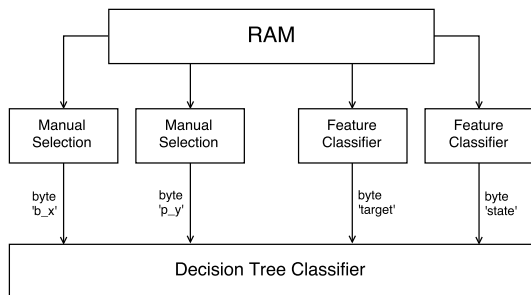 RAM
Manual
Selection
Manual
Selection
Feature
Classifier
Feature
Classifier
byte
'b_x'
byte
'p_y'
byte
'target'
byte
'state'
Decision Tree Classifier